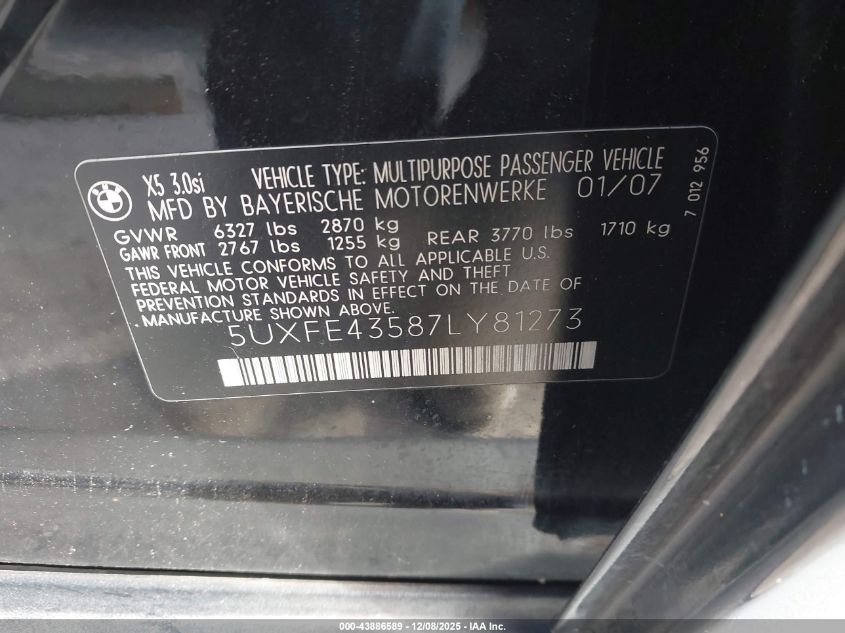 BMW
X5 3.0si VEHICLE TYPE: MULTIPURPOSE PASSENGER VEHICLE
MFD BY BAYERISCHE MOTORENWERKE 01/07
GVWR 6327 lbs 2870 kg
GAWR FRONT 2767 lbs 1255 kg REAR 3770 lbs 1710 kg
THIS VEHICLE CONFORMS TO ALL APPLICABLE U.S.
FEDERAL MOTOR VEHICLE SAFETY AND THEFT
PREVENTION STANDARDS IN EFFECT ON THE DATE OF
MANUFACTURE SHOWN ABOVE.
5UXFE43587LY81273
7 012 956
000-43886589 - 12/08/2025 - IAA Inc.